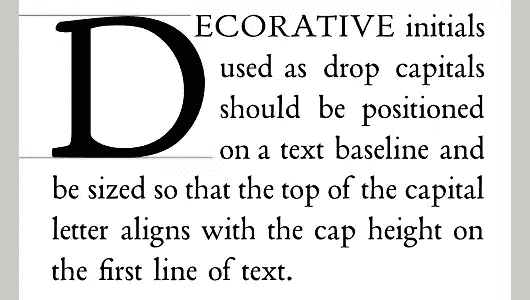 DECORATIVE initials
used as drop capitals
should be positioned
on a text baseline and
be sized so that the top of the capital
letter aligns with the cap height on
the first line of text.